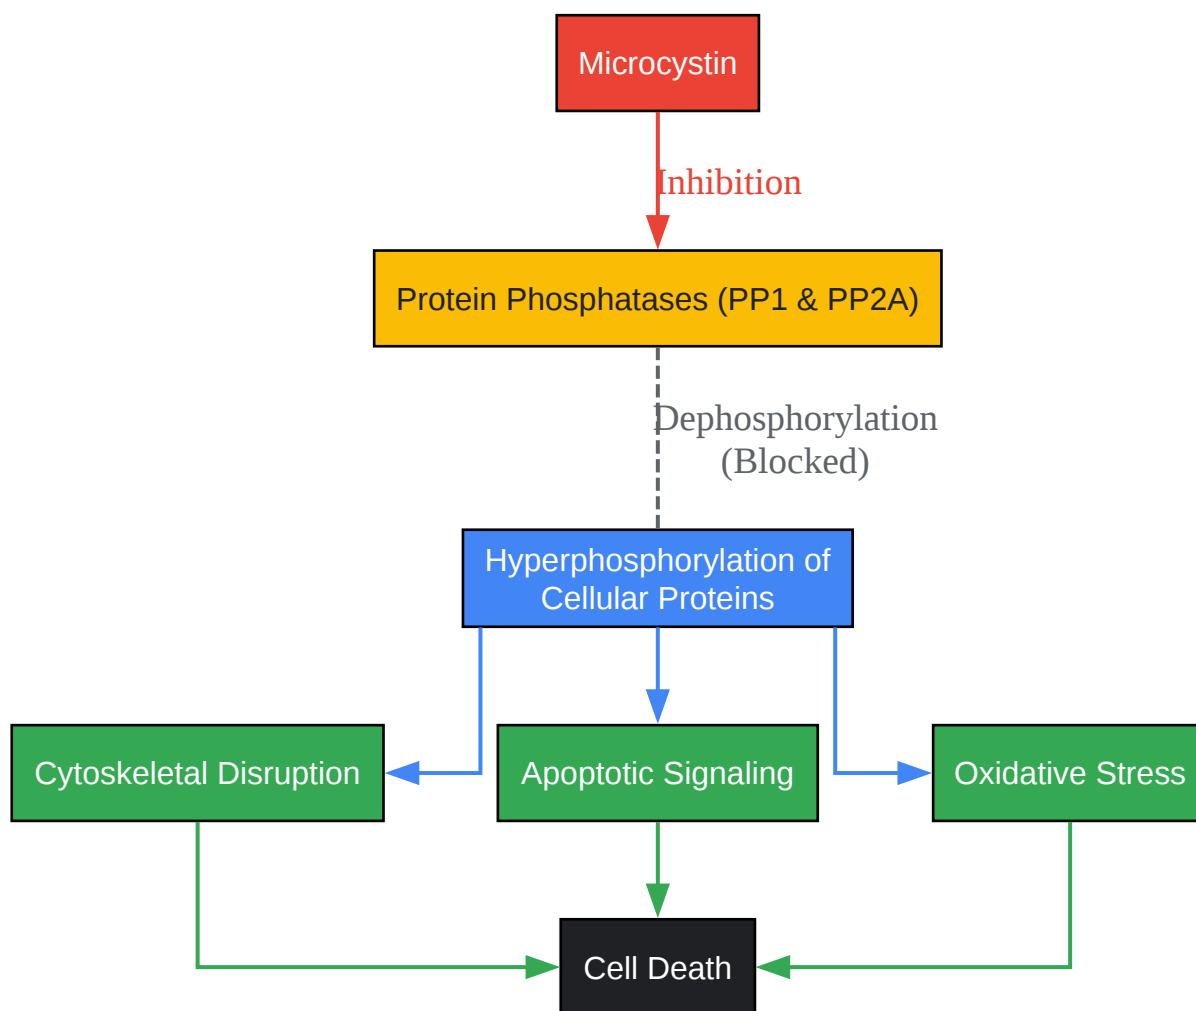 Microcystin
Inhibition
Protein Phosphatases (PP1 & PP2A)
Dephosphorylation
(Blocked)
Hyperphosphorylation of
Cellular Proteins
Cytoskeletal Disruption
Apoptotic Signaling
Oxidative Stress
Cell Death